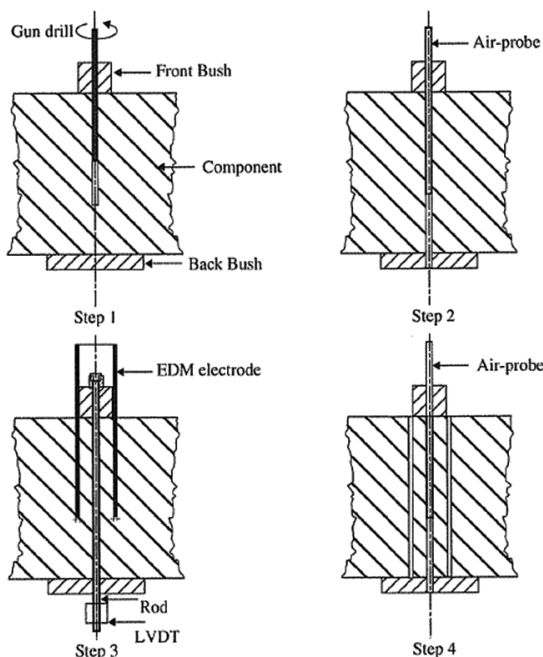 Gun drill
Front Bush
Component
Back Bush
Step 1
Air-probe
Step 2
EDM electrode
Rod
LVDT
Step 3
Air-probe
Step 4